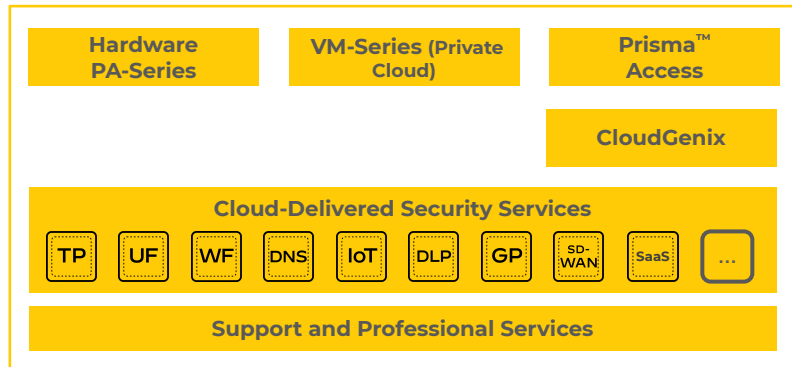 Hardware
PA-Series
VM-Series (Private
Cloud)
Prisma™
Access
CloudGenix
Cloud-Delivered Security Services
TP UF WF DNS IoT DLP GP SD-
WAN SaaS ...
Support and Professional Services